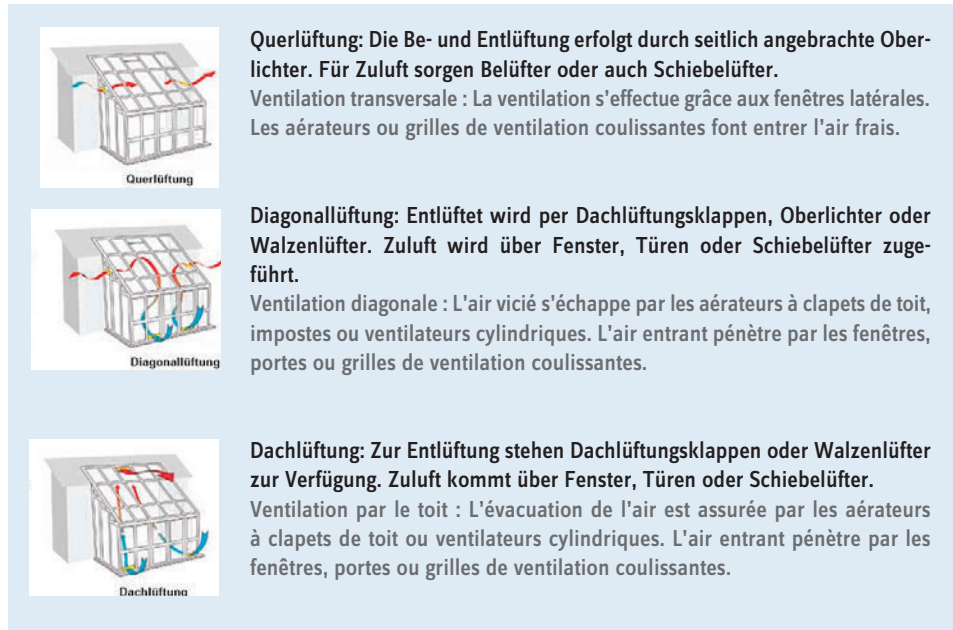 Querlüftung: Die Be- und Entlüftung erfolgt durch seitlich angebrachte Ober-
lichter. Für Zuluft sorgen Belüfter oder auch Schiebelüfter.
Ventilation transversale : La ventilation s'effectue grâce aux fenêtres latérales.
Les aérateurs ou grilles de ventilation coulissantes font entrer l'air frais.
Querlüftung
Diagonallüftung: Entlüftet wird per Dachlüftungsklappen, Oberlichter oder
Walzenlüfter. Zuluft wird über Fenster, Türen oder Schiebelüfter zuge-
führt.
Ventilation diagonale : L'air vicié s'échappe par les aérateurs à clapets de toit,
impostes ou ventilateurs cylindriques. L'air entrant pénètre par les fenêtres,
portes ou grilles de ventilation coulissantes.
Diagonallüftung
Dachlüftung: Zur Entlüftung stehen Dachlüftungsklappen oder Walzenlüfter
zur Verfügung. Zuluft kommt über Fenster, Türen oder Schiebelüfter.
Ventilation par le toit : L'évacuation de l'air est assurée par les aérateurs
à clapets de toit ou ventilateurs cylindriques. L'air entrant pénètre par les
fenêtres, portes ou grilles de ventilation coulissantes.
Dachlüftung